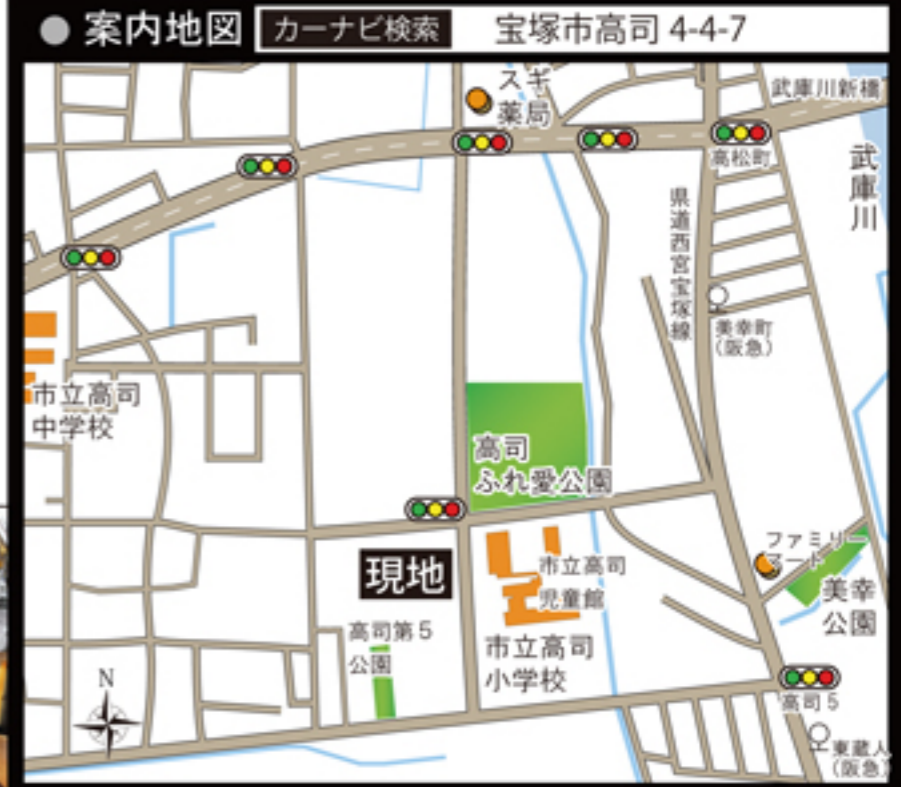 案内地図
カーナビ検索
宝塚市高司 4-4-7
スギ
薬局
武庫川新橋
高松町
武庫川
県道西宮宝塚線
美幸町
(阪急)
市立高司
中学校
高司
ふれ愛公園
現地
市立高司
児童館
市立高司
小学校
高司第5
公園
ファミリー
マート
美幸
公園
高司5
東蔵人
(阪急)
N